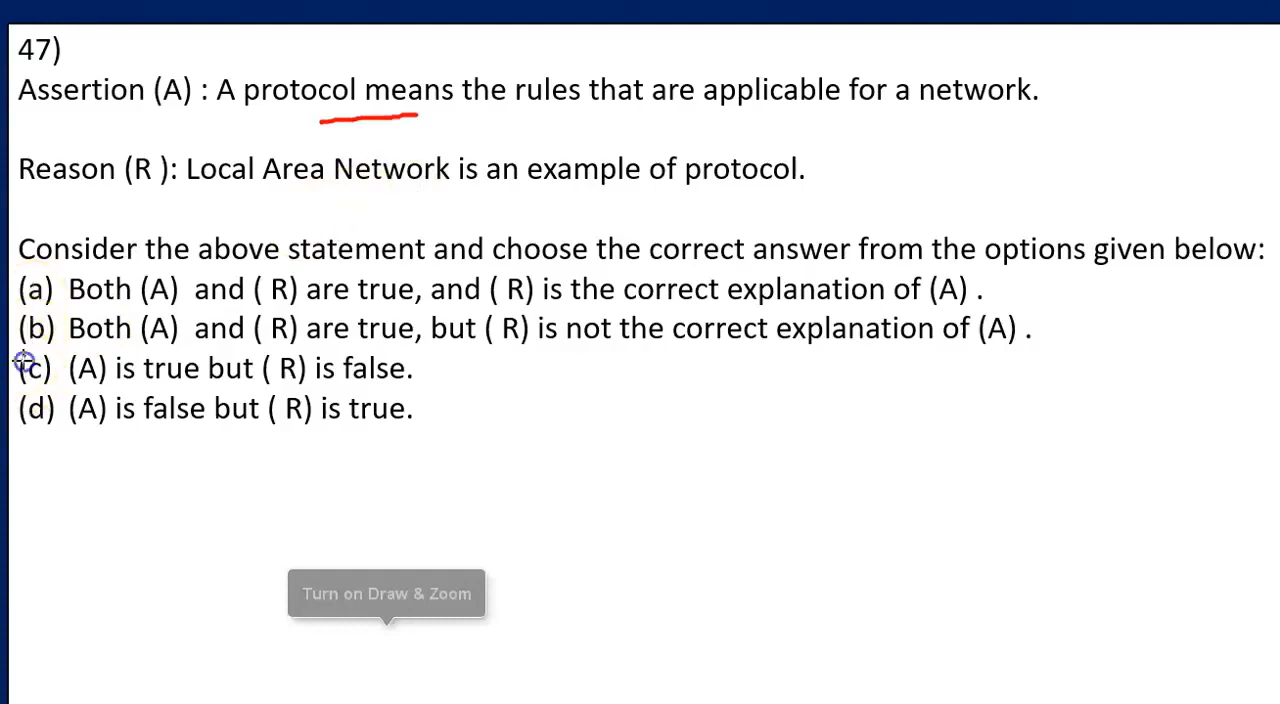 47)
Assertion (A) : A protocol means the rules that are applicable for a network.
Reason (R ): Local Area Network is an example of protocol.
Consider the above statement and choose the correct answer from the options given below:
(a) Both (A) and ( R) are true, and ( R) is the correct explanation of (A) .
(b) Both (A) and ( R) are true, but ( R) is not the correct explanation of (A) .
(c) (A) is true but ( R) is false.
(d) (A) is false but ( R) is true.
Turn on Draw & Zoom